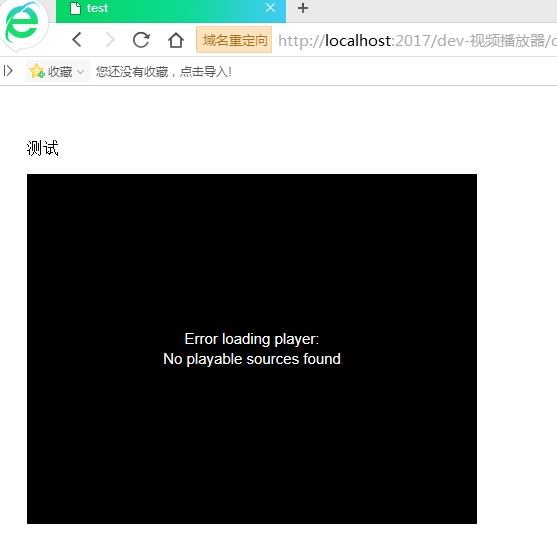 test
域名重定向 http://localhost:2017/dev-视频播放器/
收藏 您还没有收藏，点击导入!
测试
Error loading player:
No playable sources found